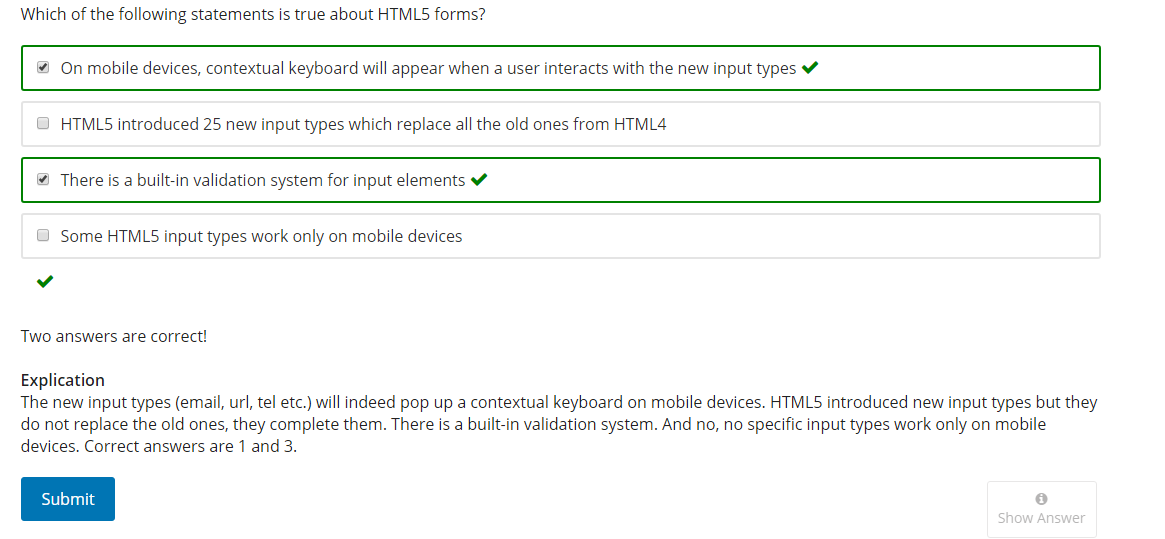 Which of the following statements is true about HTML5 forms?
On mobile devices, contextual keyboard will appear when a user interacts with the new input types
HTML5 introduced 25 new input types which replace all the old ones from HTML4
There is a built-in validation system for input elements
Some HTML5 input types work only on mobile devices
Two answers are correct!
Explication
The new input types (email, url, tel etc.) will indeed pop up a contextual keyboard on mobile devices. HTML5 introduced new input types but they
do not replace the old ones, they complete them. There is a built-in validation system. And no, no specific input types work only on mobile
devices. Correct answers are 1 and 3.
Submit
Show Answer